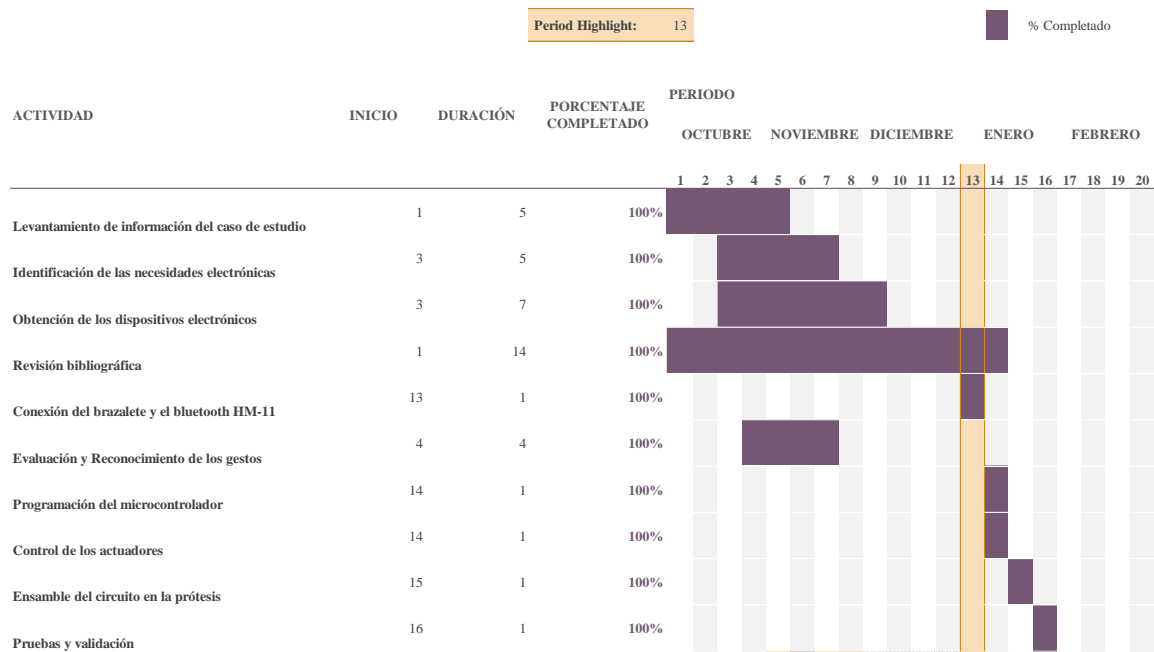 Period Highlight: 13 % Completado
PERIODO
ACTIVIDAD INICIO DURACIÓN PORCENTAJE
COMPLETADO
OCTUBRE NOVIEMBRE DICIEMBRE ENERO FEBRERO
1 2 3 4 5 6 7 8 9 10 11 12 13 14 15 16 17 18 19 20
1 5 100%
Levantamiento de información del caso de estudio
3 5 100%
Identificación de las necesidades electrónicas
3 7 100%
Obtención de los dispositivos electrónicos
1 14 100%
Revisión bibliográfica
13 1 100%
Conexión del brazalete y el bluetooth HM-11
4 4 100%
Evaluación y Reconocimiento de los gestos
14 1 100%
Programación del microcontrolador
14 1 100%
Control de los actuadores
15 1 100%
Ensamble del circuito en la prótesis
16 1 100%
Pruebas y validación